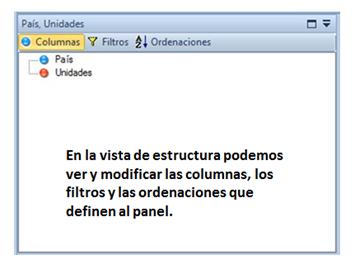 País, Unidades
Columnas Filtros Ordenaciones
País
Unidades
En la vista de estructura podemos
ver y modificar las columnas, los
filtros y las ordenaciones que
definen al panel.